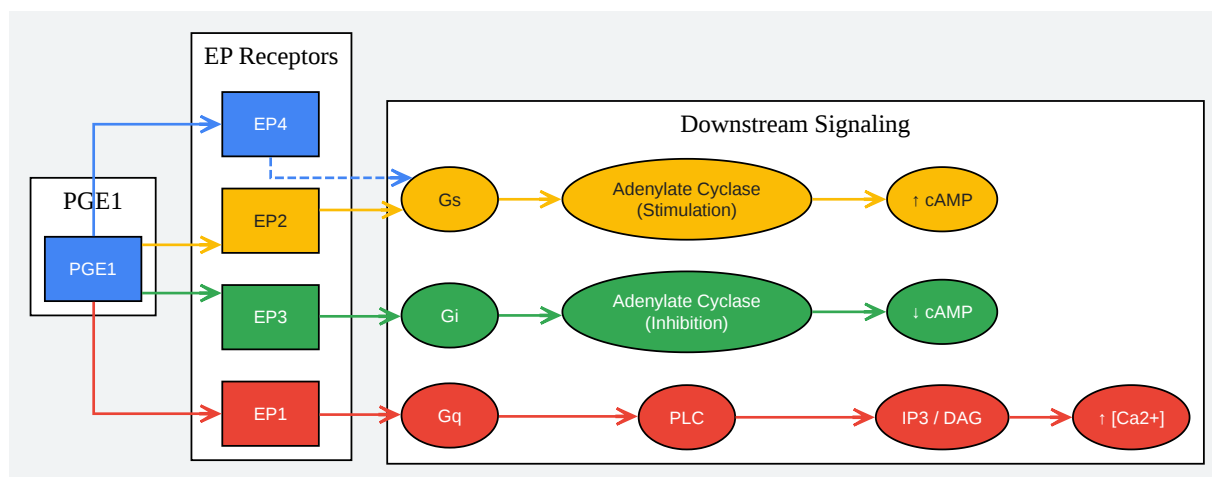 EP Receptors
EP4
Downstream Signaling
PGE1
Gs
Adenylate Cyclase
(Stimulation)
↑ cAMP
EP2
PGE1
EP3
Gi
Adenylate Cyclase
(Inhibition)
↓ cAMP
EP1
Gq
PLC
IP3 / DAG
↑ [Ca2+]